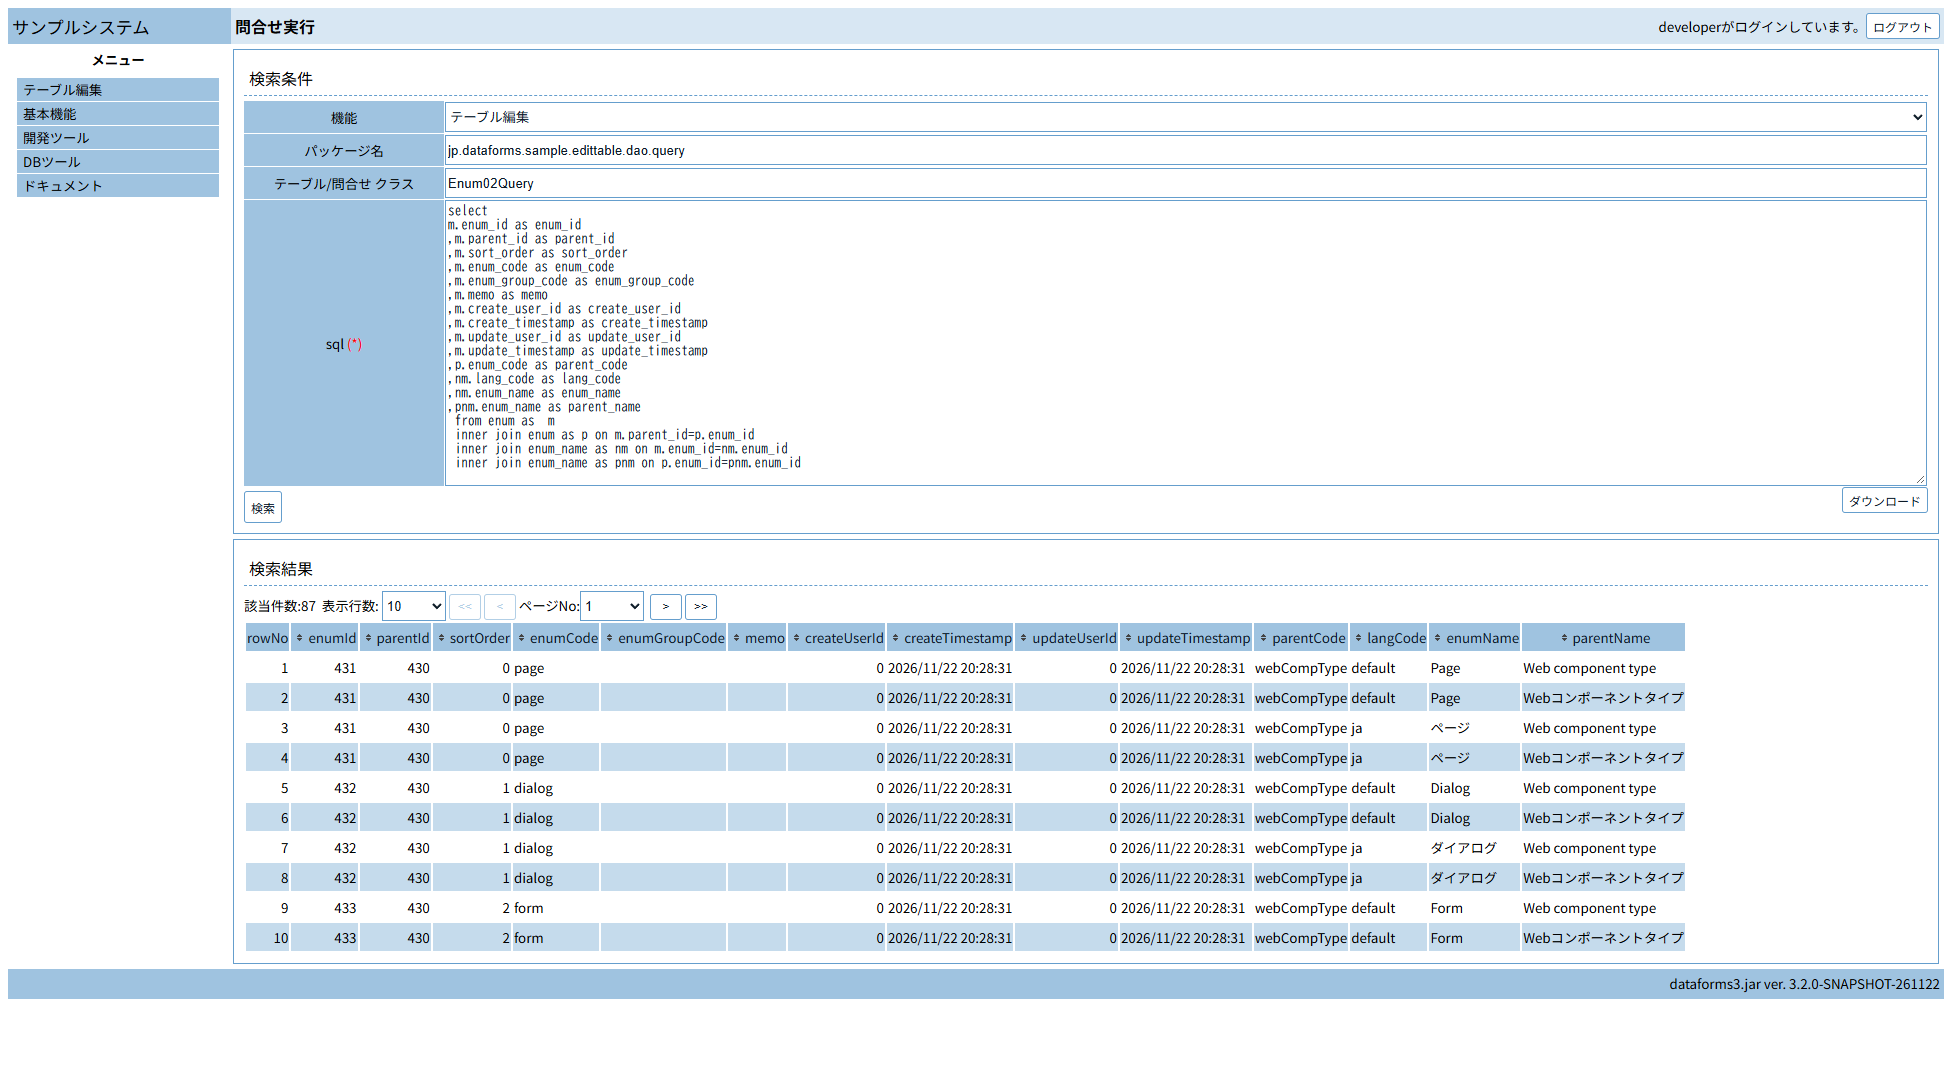 サンプルシステム
問合せ実行
developerがログインしています。 ログアウト
メニュー
テーブル編集
基本機能
開発ツール
DBツール
ドキュメント
検索条件
機能 テーブル編集
パッケージ名 jp.dataforms.sample.edittable.dao.query
テーブル/問合せ クラス Enum02Query
sql (*)
select
m.enum_id as enum_id
,m.parent_id as parent_id
,m.sort_order as sort_order
,m.enum_code as enum_code
,m.enum_group_code as enum_group_code
,m.memo as memo
,m.create_user_id as create_user_id
,m.create_timestamp as create_timestamp
,m.update_user_id as update_user_id
,m.update_timestamp as update_timestamp
,p.enum_code as parent_code
,nm.lang_code as lang_code
,nm.enum_name as enum_name
,pnm.enum_name as parent_name
from enum as  m
inner join enum as p on m.parent_id=p.enum_id
inner join enum_name as nm on m.enum_id=nm.enum_id
inner join enum_name as pnm on p.enum_id=pnm.enum_id
検索 ダウンロード
検索結果
該当件数:87 表示行数: 10 << < ページNo: 1 > >>
rowNo enumId parentId sortOrder enumCode enumGroupCode memo createUserId createTimestamp updateUserId updateTimestamp parentCode langCode enumName parentName
1 431 430 0 page 0 2026/11/22 20:28:31 0 2026/11/22 20:28:31 webCompType default Page Web component type
2 431 430 0 page 0 2026/11/22 20:28:31 0 2026/11/22 20:28:31 webCompType default Page Webコンポーネントタイプ
3 431 430 0 page 0 2026/11/22 20:28:31 0 2026/11/22 20:28:31 webCompType ja ページ Web component type
4 431 430 0 page 0 2026/11/22 20:28:31 0 2026/11/22 20:28:31 webCompType ja ページ Webコンポーネントタイプ
5 432 430 1 dialog 0 2026/11/22 20:28:31 0 2026/11/22 20:28:31 webCompType default Dialog Web component type
6 432 430 1 dialog 0 2026/11/22 20:28:31 0 2026/11/22 20:28:31 webCompType default Dialog Webコンポーネントタイプ
7 432 430 1 dialog 0 2026/11/22 20:28:31 0 2026/11/22 20:28:31 webCompType ja ダイアログ Web component type
8 432 430 1 dialog 0 2026/11/22 20:28:31 0 2026/11/22 20:28:31 webCompType ja ダイアログ Webコンポーネントタイプ
9 433 430 2 form 0 2026/11/22 20:28:31 0 2026/11/22 20:28:31 webCompType default Form Web component type
10 433 430 2 form 0 2026/11/22 20:28:31 0 2026/11/22 20:28:31 webCompType default Form Webコンポーネントタイプ
dataforms3.jar ver. 3.2.0-SNAPSHOT-261122